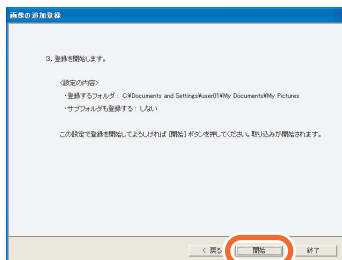 画像の追加登録
3. 登録を開始します。
<設定の内容>
・登録するフォルダ : C:¥Documents and Settings¥user01¥My Documents¥My Pictures
・サブフォルダも登録する : しない
この設定で登録を開始してよろしければ [開始] ボタンを押してください。取り込みが開始されます。
< 戻る 開始 終了